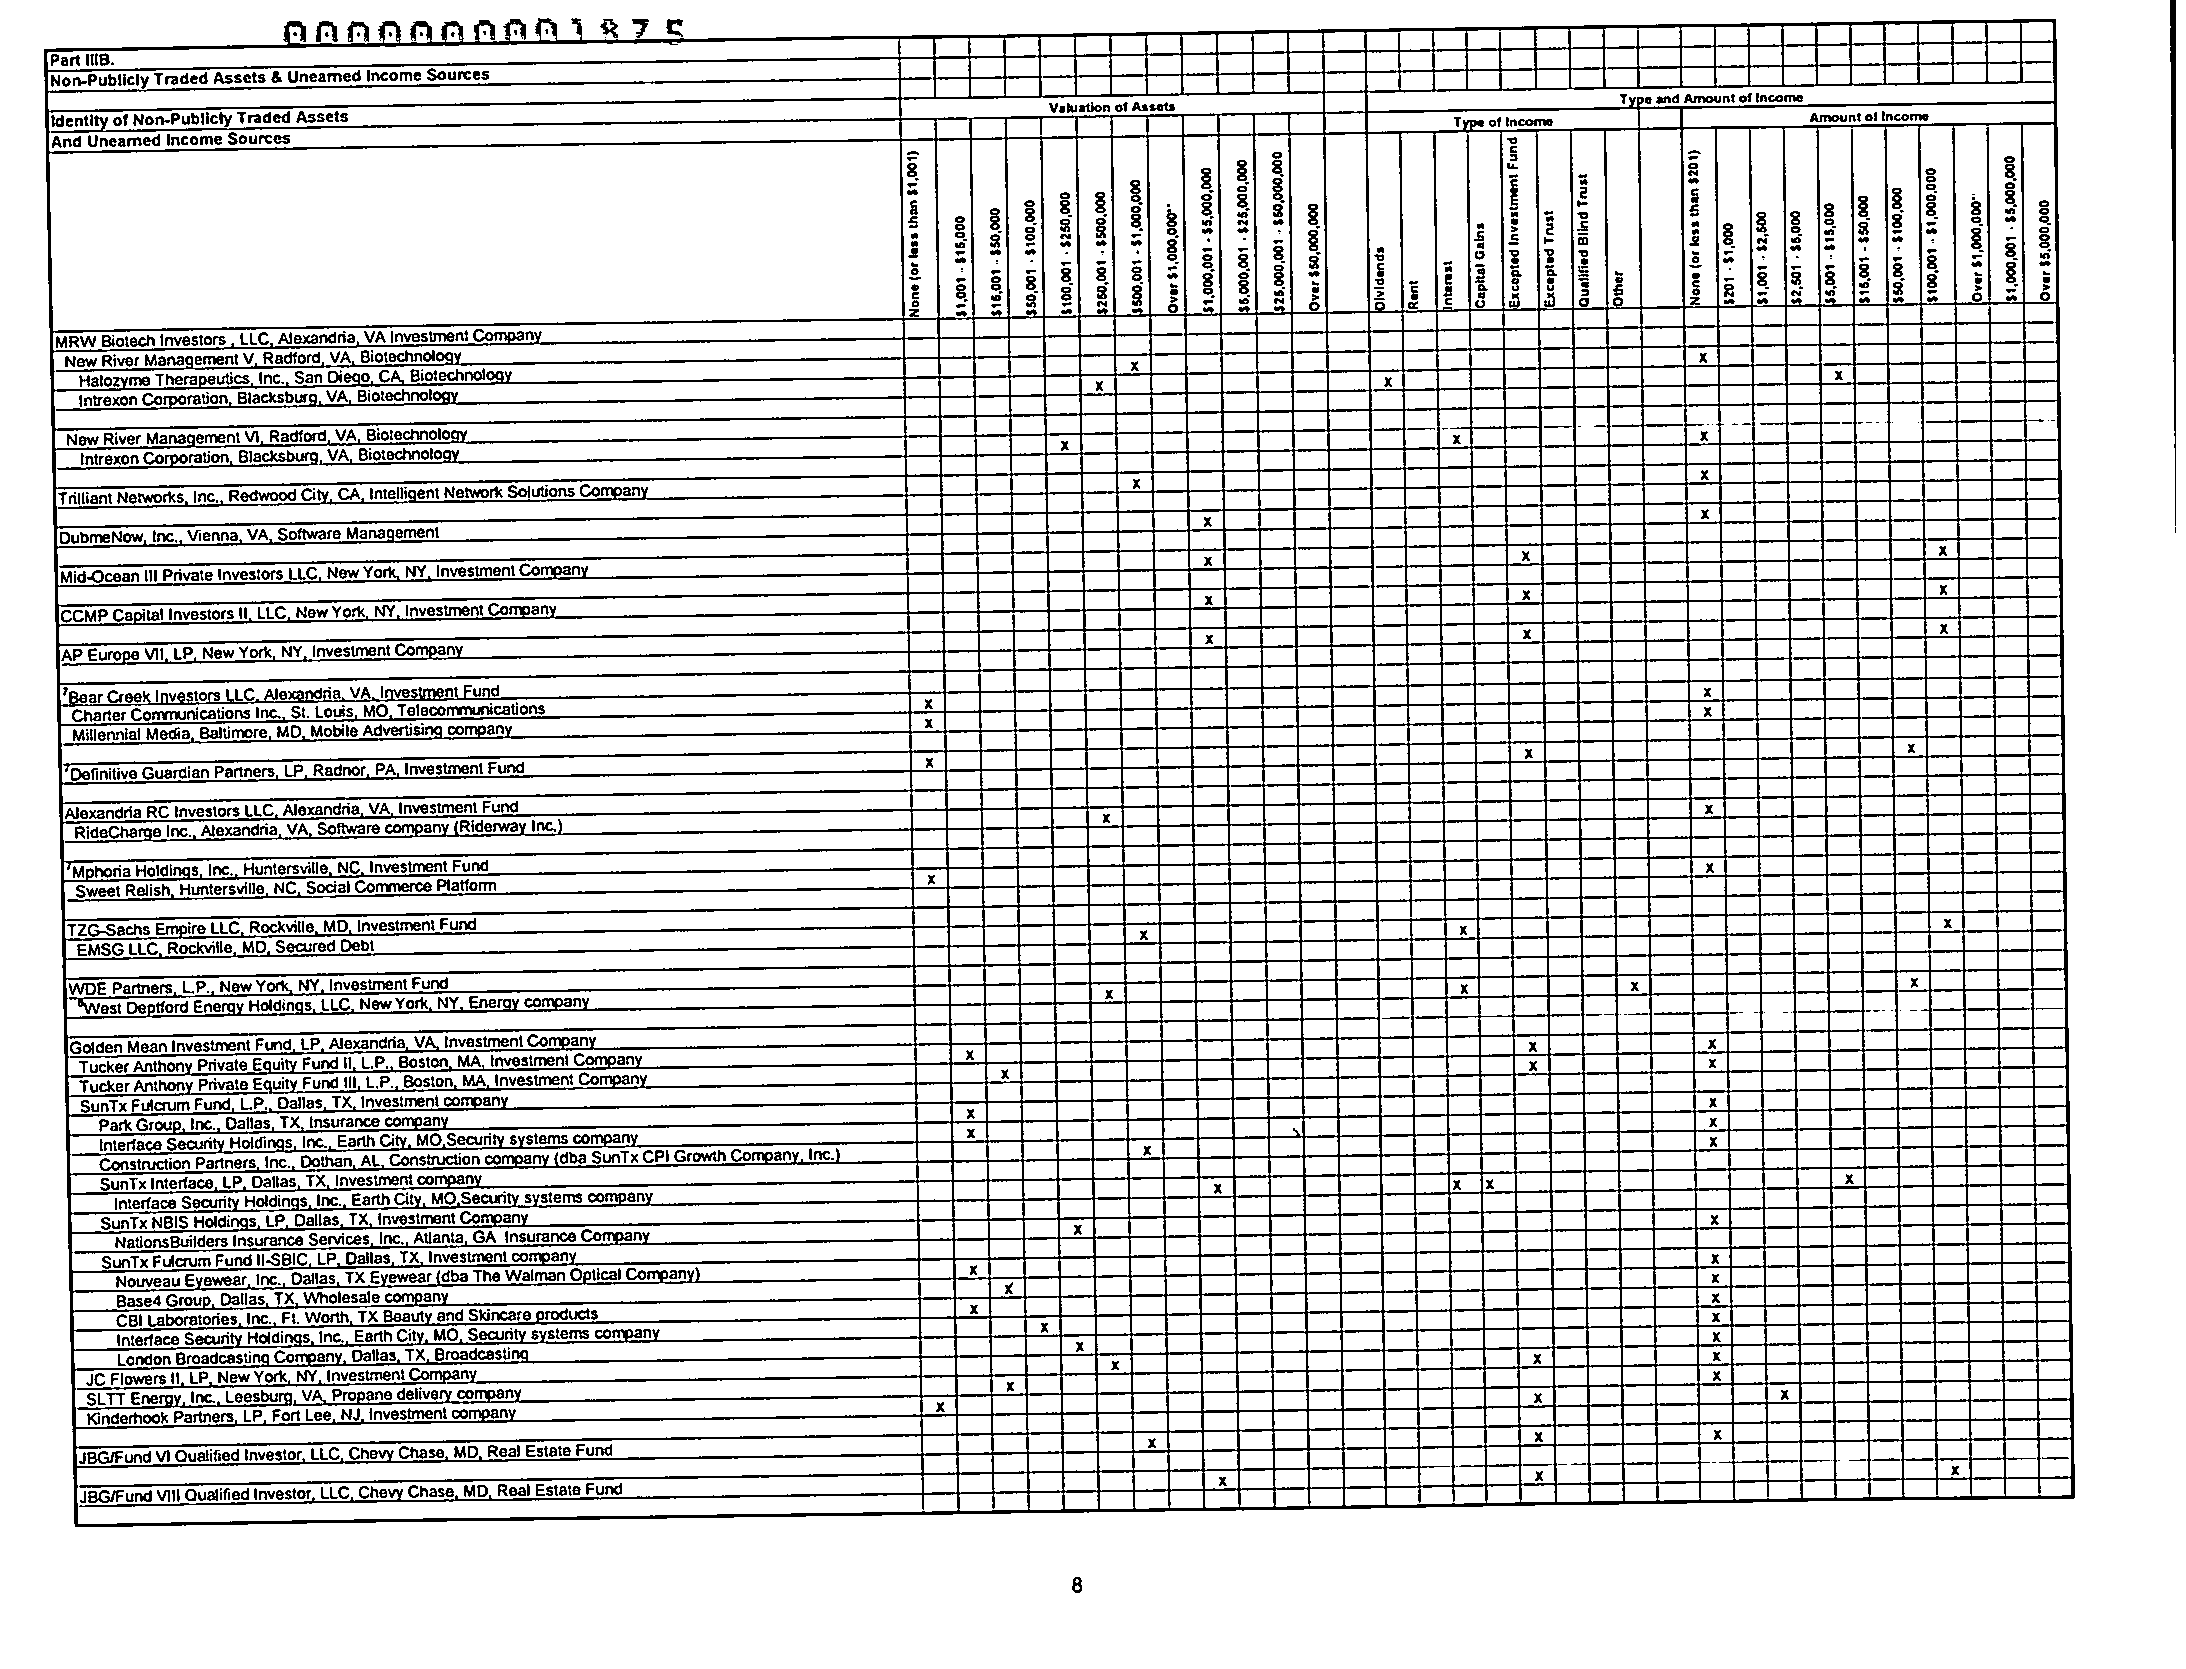 000000001875
Part IIIB.
Non-Publicly Traded Assets & Unearned Income Sources
Valuation of Assets
Type and Amount of Income
Identity of Non-Publicly Traded Assets
Type of Income
Amount of Income
And Unearned Income Sources
None (or less than $1,001)
$1,001 - $15,000
$15,001 - $50,000
$50,001 - $100,000
$100,001 - $250,000
$250,001 - $500,000
$500,001 - $1,000,000
Over $1,000,000**
$1,000,001 - $5,000,000
$5,000,001 - $25,000,000
$25,000,001 - $50,000,000
Over $50,000,000
Dividends
Rent
Interest
Capital Gains
Excepted Investment Fund
Excepted Trust
Qualified Blind Trust
Other
None (or less than $201)
$201 - $1,000
$1,001 - $2,500
$2,501 - $5,000
$5,001 - $15,000
$15,001 - $50,000
$50,001 - $100,000
$100,001 - $1,000,000
Over $1,000,000**
$1,000,001 - $5,000,000
Over $5,000,000
MRW Biotech Investors , LLC, Alexandria, VA Investment Company
New River Management V, Radford, VA, Biotechnology
Halozyme Therapeutics, Inc., San Diego, CA, Biotechnology x x
Intrexon Corporation, Blacksburg, VA, Biotechnology x x x
New River Management VI, Radford, VA, Biotechnology
Intrexon Corporation, Blacksburg, VA, Biotechnology x x x
Trilliant Networks, Inc., Redwood City, CA, Intelligent Network Solutions Company x x
DubmeNow, Inc., Vienna, VA, Software Management x x
Mid-Ocean III Private Investors LLC, New York, NY, Investment Company x x x
CCMP Capital Investors II, LLC, New York, NY, Investment Company x x x
AP Europe VII, LP, New York, NY, Investment Company x x x
7Bear Creek Investors LLC, Alexandria, VA, Investment Fund
Charter Communications Inc., St. Louis, MO, Telecommunications x x
Millennial Media, Baltimore, MD, Mobile Advertising company x x
7Definitive Guardian Partners, LP, Radnor, PA, Investment Fund x x x
Alexandria RC Investors LLC, Alexandria, VA, Investment Fund
RideCharge Inc., Alexandria, VA, Software company (Riderway Inc.) x x
7Mphoria Holdings, Inc., Huntersville, NC, Investment Fund
Sweet Relish, Huntersville, NC, Social Commerce Platform x x
TZG-Sachs Empire LLC, Rockville, MD, Investment Fund
EMSG LLC, Rockville, MD, Secured Debt x x x
WDE Partners, L.P., New York, NY, Investment Fund
West Deptford Energy Holdings, LLC, New York, NY, Energy company x x x x
Golden Mean Investment Fund, LP, Alexandria, VA, Investment Company
Tucker Anthony Private Equity Fund II, L.P., Boston, MA, Investment Company x x x
Tucker Anthony Private Equity Fund III, L.P., Boston, MA, Investment Company x x x
SunTx Fulcrum Fund, L.P., Dallas, TX, Investment company
Park Group, Inc., Dallas, TX, Insurance company x x
Interface Security Holdings, Inc., Earth City, MO,Security systems company x x
Construction Partners, Inc., Dothan, AL, Construction company (dba SunTx CPI Growth Company, Inc.) x x
SunTx Interface, LP, Dallas, TX, Investment company
Interface Security Holdings, Inc., Earth City, MO,Security systems company x x x x
SunTx NBIS Holdings, LP, Dallas, TX, Investment Company
NationsBuilders Insurance Services, Inc., Atlanta, GA Insurance Company x x
SunTx Fulcrum Fund II-SBIC, LP, Dallas, TX, Investment company
Nouveau Eyewear, Inc., Dallas, TX Eyewear (dba The Walman Optical Company) x x
Base4 Group, Dallas, TX, Wholesale company x x
CBI Laboratories, Inc., Ft. Worth, TX Beauty and Skincare products x x
Interface Security Holdings, Inc., Earth City, MO, Security systems company x x
London Broadcasting Company, Dallas, TX, Broadcasting x x
JC Flowers II, LP, New York, NY, Investment Company x x x
SLTT Energy, Inc., Leesburg, VA, Propane delivery company x x
Kinderhook Partners, LP, Fort Lee, NJ, Investment company x x x
JBG/Fund VI Qualified Investor, LLC, Chevy Chase, MD, Real Estate Fund x x x
JBG/Fund VIII Qualified Investor, LLC, Chevy Chase, MD, Real Estate Fund x x x
8